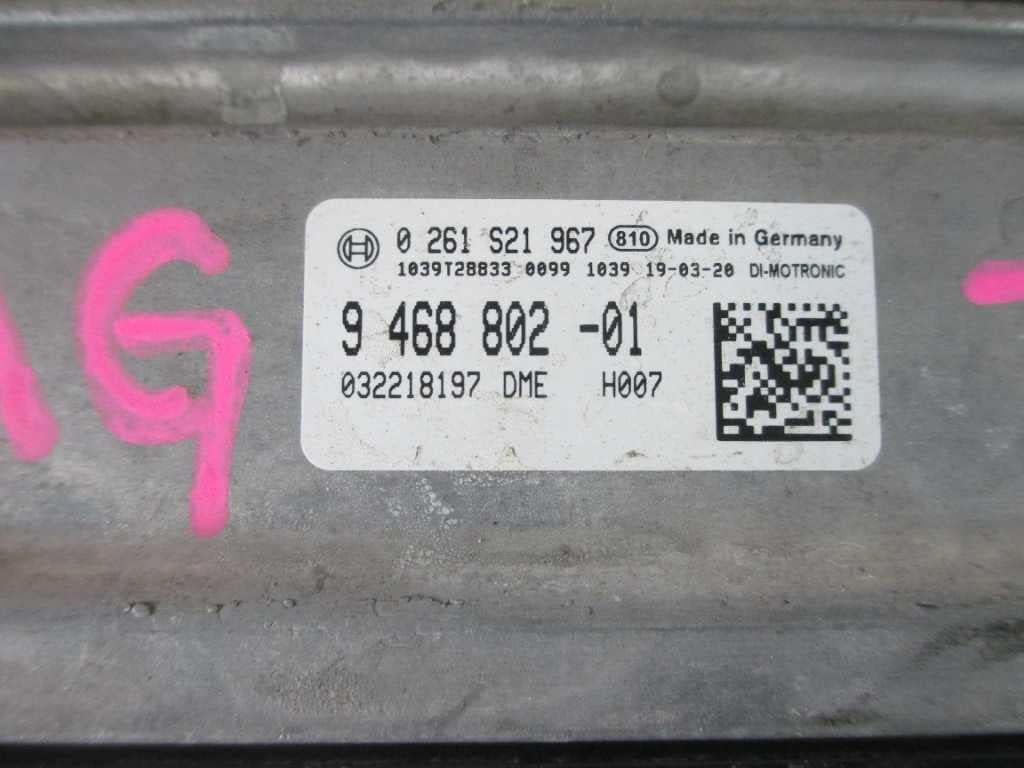 0 261 S21 967 810 Made in Germany
1039T28833 0099 1039 19-03-20 DI-MOTRONIC
9 468 802 -01
032218197 DME H007
G